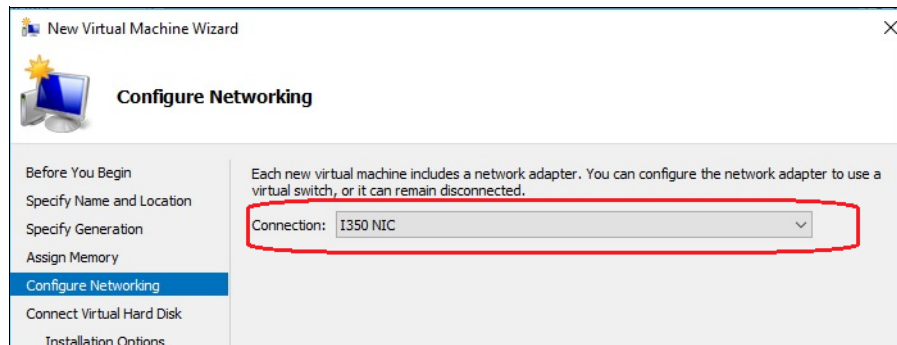 New Virtual Machine Wizard
Configure Networking
Before You Begin
Specify Name and Location
Specify Generation
Assign Memory
Configure Networking
Connect Virtual Hard Disk
Installation Options
Each new virtual machine includes a network adapter. You can configure the network adapter to use a
virtual switch, or it can remain disconnected.
Connection: I350 NIC